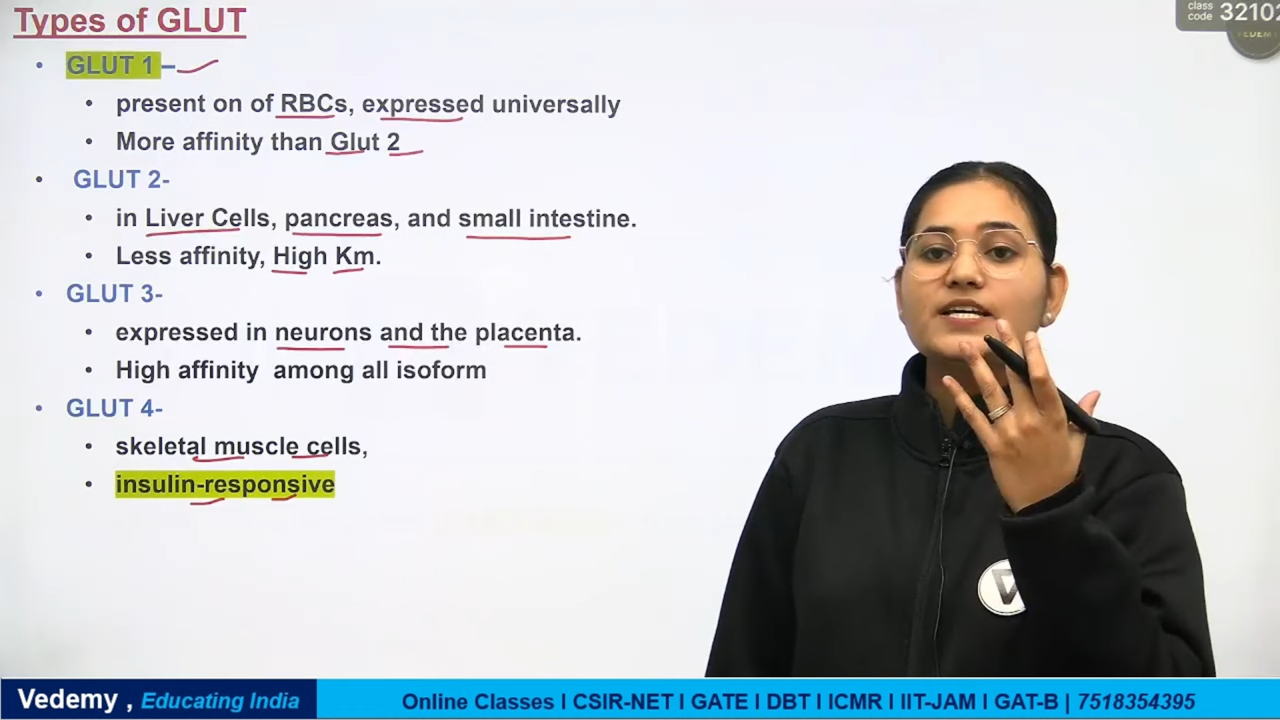 Types of GLUT
class code 32102
VEDEMY
• GLUT 1 –
• present on of RBCs, expressed universally
• More affinity than Glut 2
• GLUT 2-
• in Liver Cells, pancreas, and small intestine.
• Less affinity, High Km.
• GLUT 3-
• expressed in neurons and the placenta.
• High affinity among all isoform
• GLUT 4-
• skeletal muscle cells,
• insulin-responsive
Vedemy , Educating India
Online Classes I CSIR-NET I GATE I DBT I ICMR I IIT-JAM I GAT-B | 7518354395